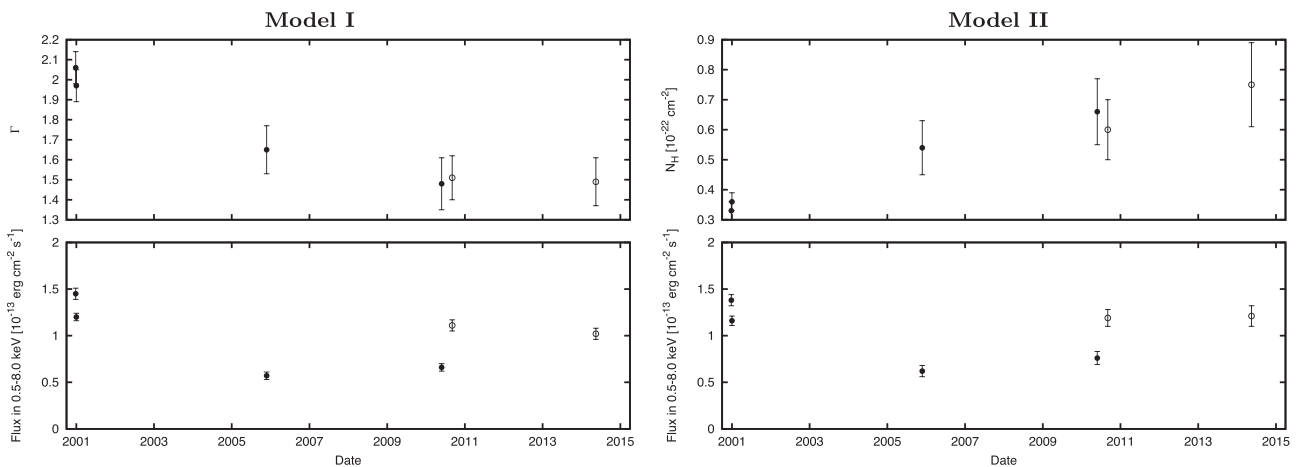 Model I
2.2
2.1
2
1.9
1.8
1.7
1.6
1.5
1.4
1.3
Γ
2
1.5
1
0.5
0
Flux in 0.5-8.0 keV [10^-13 erg cm^-2 s^-1]
2001 2003 2005 2007 2009 2011 2013 2015
Date
Model II
0.9
0.8
0.7
0.6
0.5
0.4
0.3
N_H [10^-22 cm^-2]
2
1.5
1
0.5
0
Flux in 0.5-8.0 keV [10^-13 erg cm^-2 s^-1]
2001 2003 2005 2007 2009 2011 2013 2015
Date